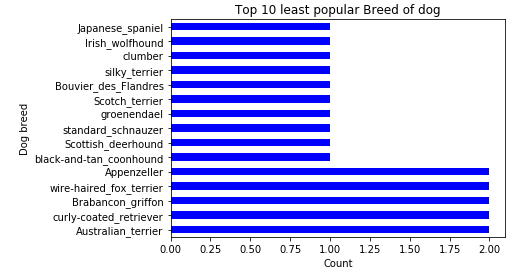 Top 10 least popular Breed of dog
Japanese_spaniel
Irish_wolfhound
clumber
silky_terrier
Bouvier_des_Flandres
Scotch_terrier
groenendael
standard_schnauzer
Scottish_deerhound
black-and-tan_coonhound
Appenzeller
wire-haired_fox_terrier
Brabancon_griffon
curly-coated_retriever
Australian_terrier
Dog breed
0.00 0.25 0.50 0.75 1.00 1.25 1.50 1.75 2.00
Count